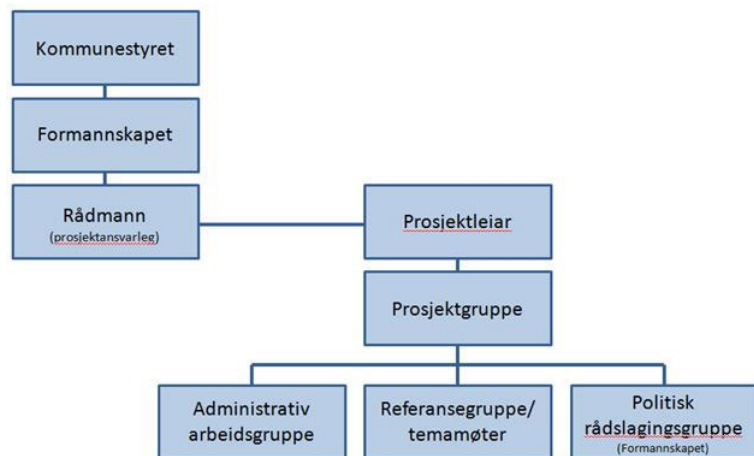 Kommunestyret
Formannskapet
Rådmann
(prosjektansvarleg)
Prosjektleiar
Prosjektgruppe
Administrativ
arbeidsgruppe
Referansegruppe/
temamøter
Politisk
rådslagingsgruppe
(Formannskapet)